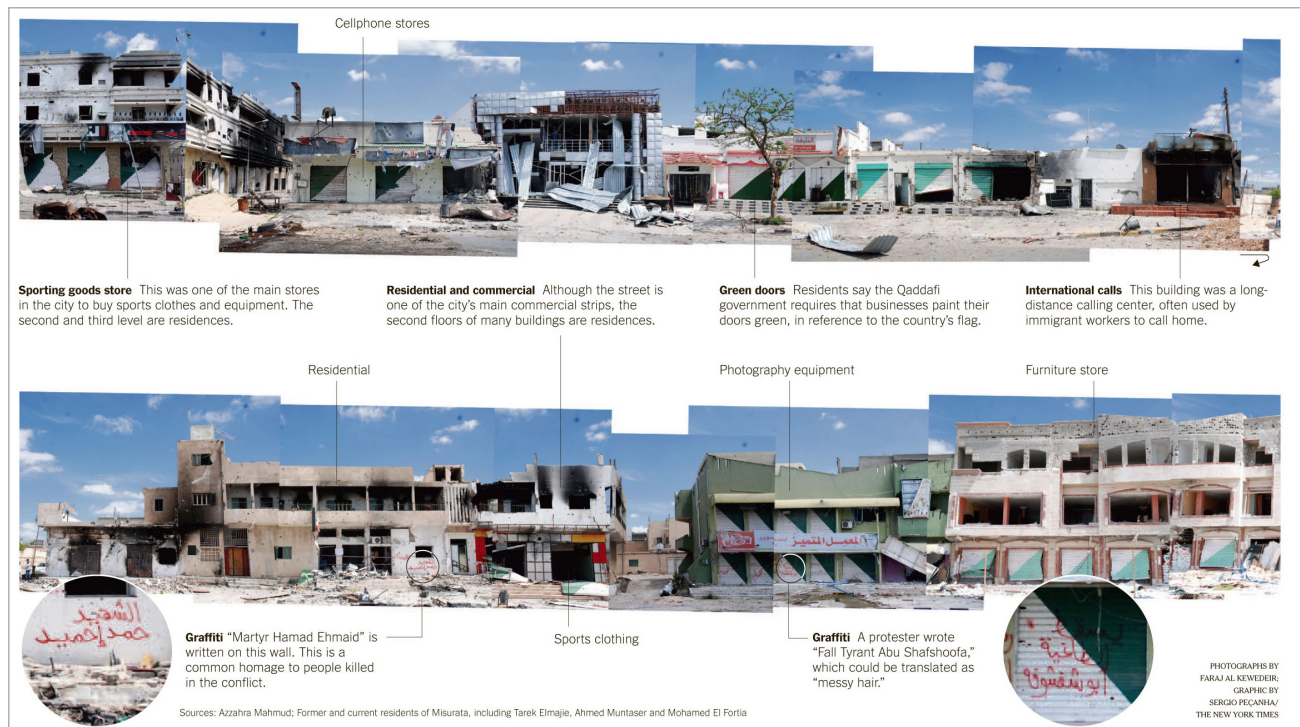 Cellphone stores
Sporting goods store This was one of the main stores
in the city to buy sports clothes and equipment. The
second and third level are residences.
Residential and commercial Although the street is
one of the city's main commercial strips, the
second floors of many buildings are residences.
Green doors Residents say the Qaddafi
government requires that businesses paint their
doors green, in reference to the country's flag.
International calls This building was a long-
distance calling center, often used by
immigrant workers to call home.
Residential
Photography equipment
Furniture store
المعمل المتميز
الشهيد
حمد إحميد
Graffiti "Martyr Hamad Ehmaid" is
written on this wall. This is a
common homage to people killed
in the conflict.
Sports clothing
Graffiti A protester wrote
"Fall Tyrant Abu Shafshoofa,"
which could be translated as
"messy hair."
أبوشفشوفة
PHOTOGRAPHS BY
FARAJ AL KEWEDEIR;
GRAPHIC BY
SERGIO PEÇANHA/
THE NEW YORK TIMES
Sources: Azzahra Mahmud; Former and current residents of Misurata, including Tarek Elmajie, Ahmed Muntaser and Mohamed El Fortia